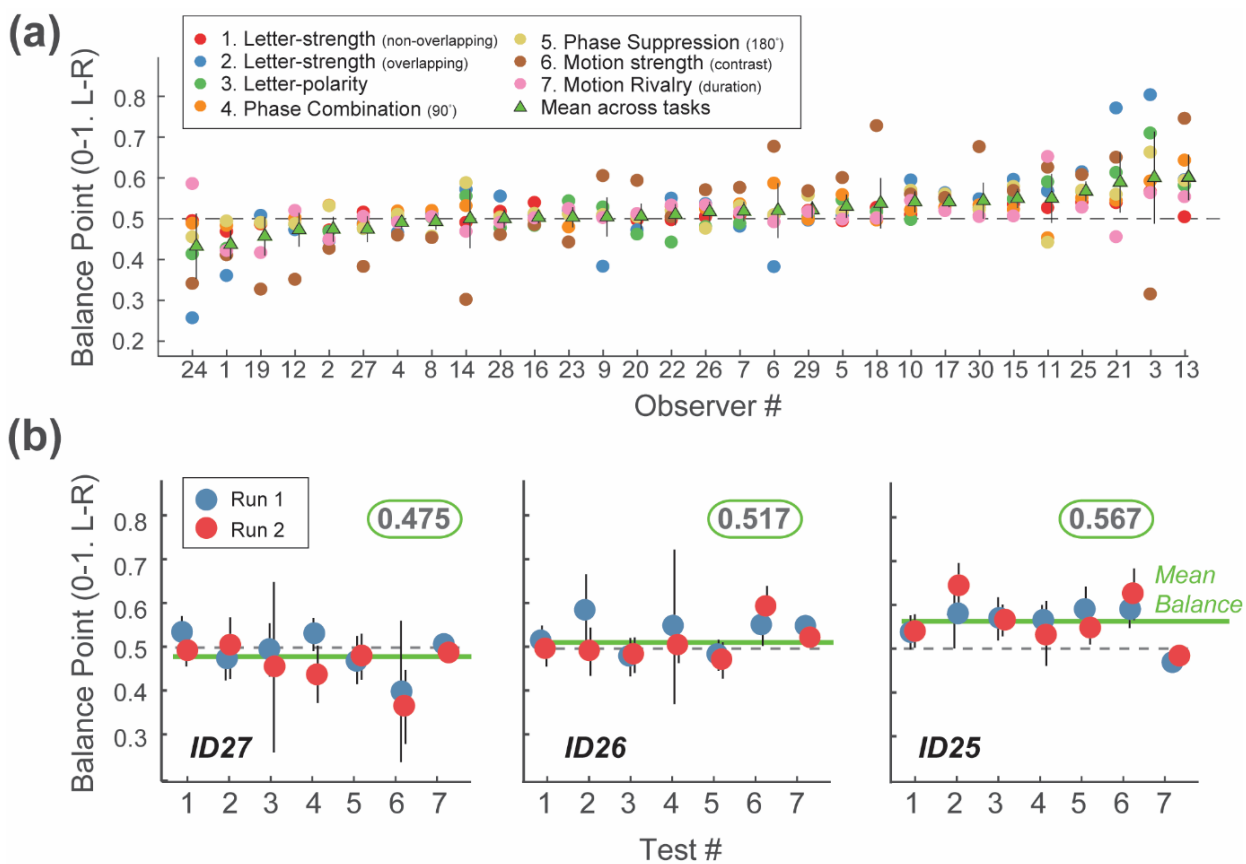 (a)
1. Letter-strength (non-overlapping)
2. Letter-strength (overlapping)
3. Letter-polarity
4. Phase Combination (90°)
5. Phase Suppression (180°)
6. Motion strength (contrast)
7. Motion Rivalry (duration)
Mean across tasks
Balance Point (0-1. L-R)
0.8
0.7
0.6
0.5
0.4
0.3
0.2
24 1 19 12 2 27 4 8 14 28 16 23 9 20 22 26 7 6 29 5 18 10 17 30 15 11 25 21 3 13
Observer #
(b)
Balance Point (0-1. L-R)
Run 1
Run 2
0.8
0.7
0.6
0.5
0.4
0.3
0.475
0.517
0.567
Mean
Balance
ID27
ID26
ID25
1 2 3 4 5 6 7
1 2 3 4 5 6 7
1 2 3 4 5 6 7
Test #